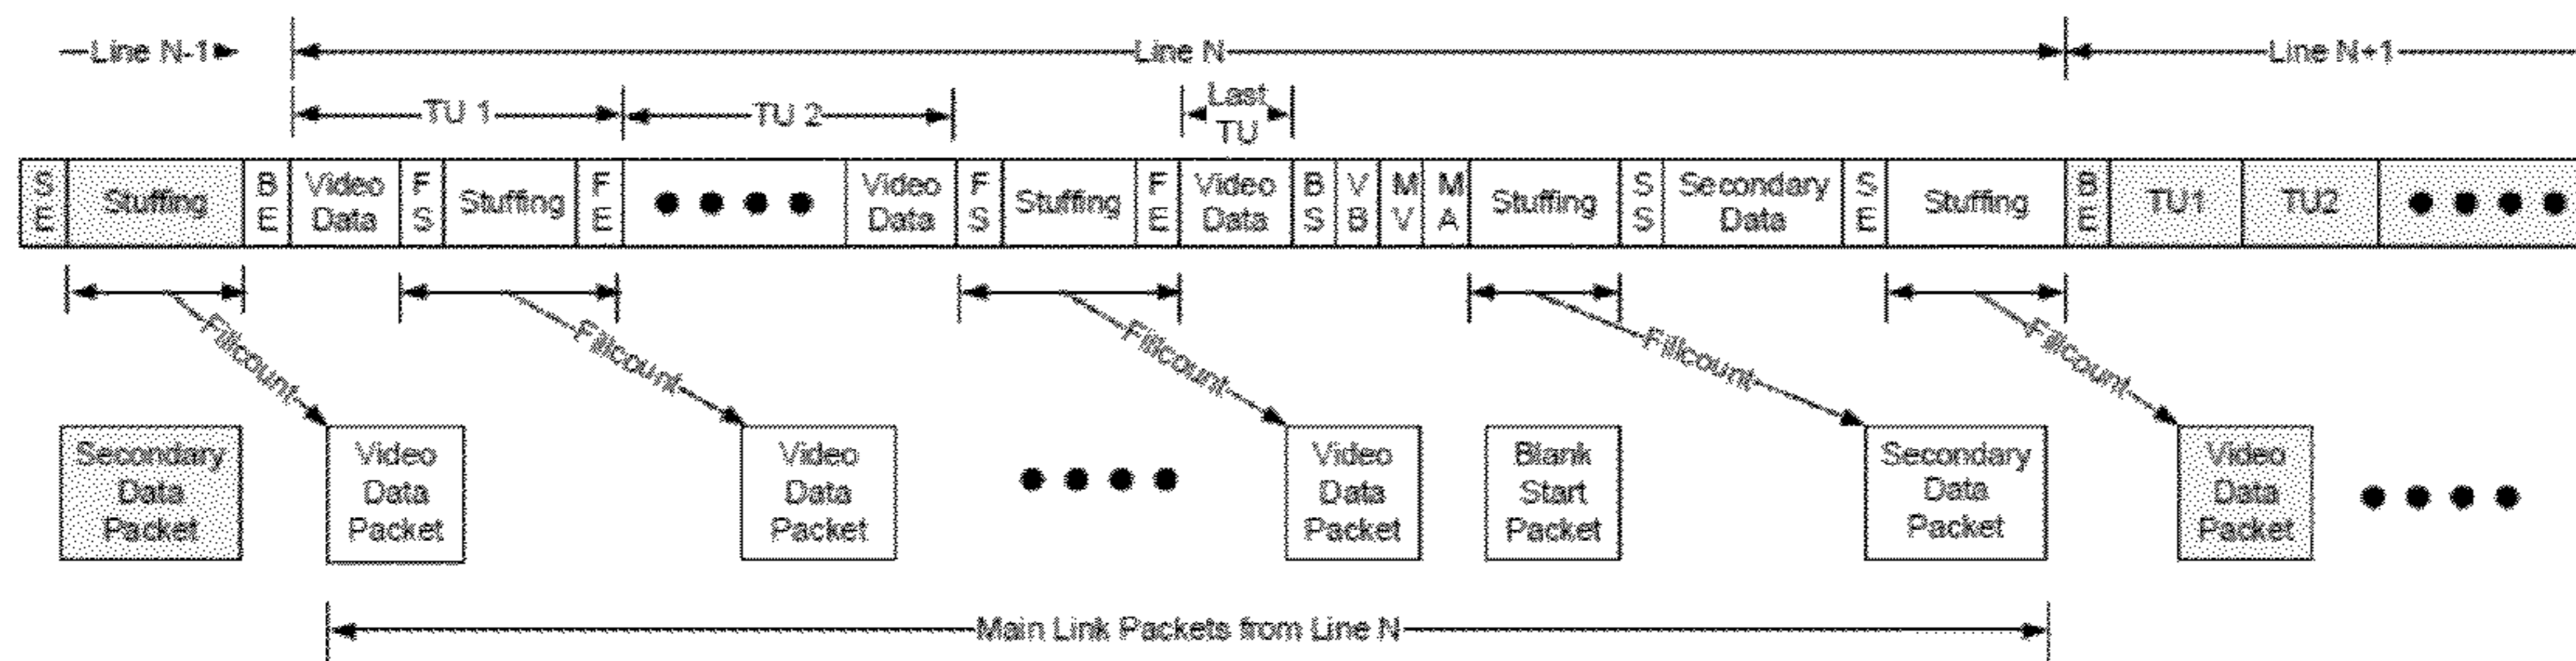 Line N-1
Line N
Line N+1
TU 1
TU 2
Last
TU
S
E
Stuffing
B
E
Video
Data
F
S
Stuffing
F
E
Video
Data
F
S
Stuffing
F
E
Video
Data
B
S
V
B
M
V
M
A
Stuffing
S
S
Secondary
Data
S
E
Stuffing
B
E
TU1
TU2
Fillcount
Fillcount
Fillcount
Fillcount
Fillcount
Secondary
Data
Packet
Video
Data
Packet
Video
Data
Packet
Video
Data
Packet
Blank
Start
Packet
Secondary
Data
Packet
Video
Data
Packet
Main Link Packets from Line N